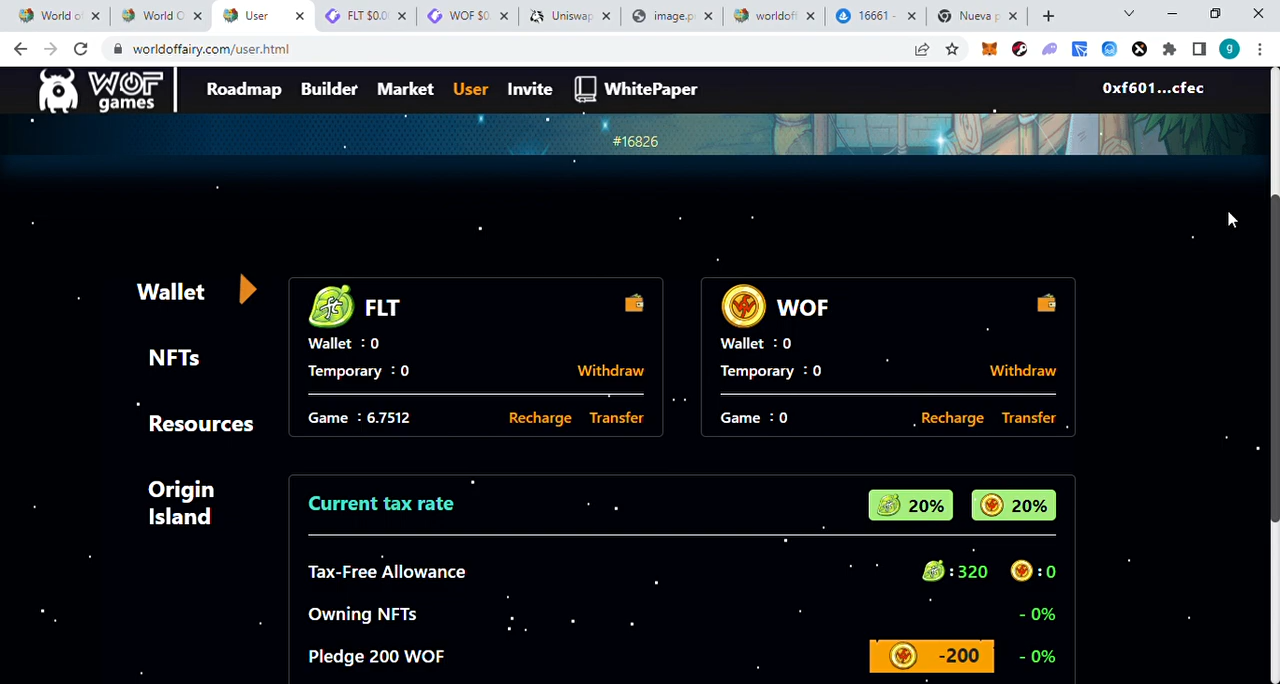 World of
World O
User
FLT $0.0
WOF $0
Uniswap
image.p
worldoff
16661 -
Nueva p
worldoffairy.com/user.html
g
WOF games
Roadmap Builder Market User Invite WhitePaper
0xf601...cfec
#16826
Wallet
NFTs
Resources
Origin
Island
FLT
Wallet : 0
Temporary : 0 Withdraw
Game : 6.7512 Recharge Transfer
WOF
Wallet : 0
Temporary : 0 Withdraw
Game : 0 Recharge Transfer
Current tax rate 20% 20%
Tax-Free Allowance :320 :0
Owning NFTs - 0%
Pledge 200 WOF -200 - 0%